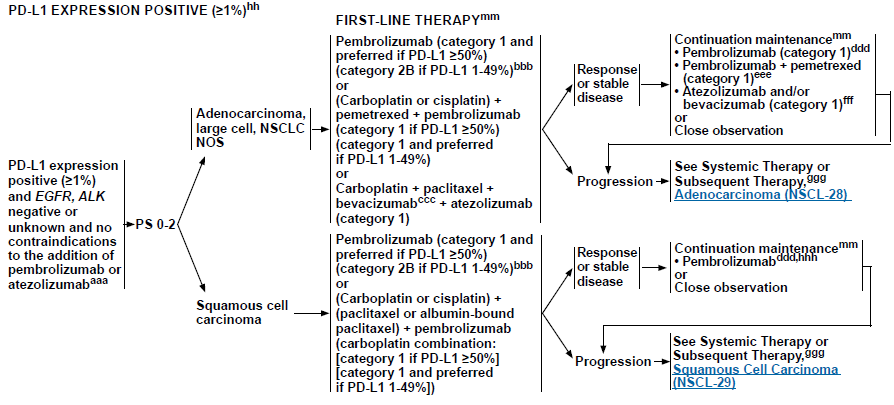 PD-L1 EXPRESSION POSITIVE (≥1%)hh
FIRST-LINE THERAPYmm
PD-L1 expression
positive (≥1%)
and EGFR, ALK
negative or
unknown and no
contraindications
to the addition of
pembrolizumab or
atezolizumabaaa
PS 0-2
Adenocarcinoma,
large cell, NSCLC
NOS
Pembrolizumab (category 1 and
preferred if PD-L1 ≥50%)
(category 2B if PD-L1 1-49%)bbb
or
(Carboplatin or cisplatin) +
pemetrexed + pembrolizumab
(category 1 if PD-L1 ≥50%)
(category 1 and preferred
if PD-L1 1-49%)
or
Carboplatin + paclitaxel +
bevacizumabccc + atezolizumab
(category 1)
Response
or stable
disease
Continuation maintenancemm
• Pembrolizumab (category 1)ddd
• Pembrolizumab + pemetrexed
(category 1)eee
• Atezolizumab and/or
bevacizumab (category 1)fff
or
Close observation
Progression
See Systemic Therapy or
Subsequent Therapy,ggg
Adenocarcinoma (NSCL-28)
Squamous cell
carcinoma
Pembrolizumab (category 1 and
preferred if PD-L1 ≥50%)
(category 2B if PD-L1 1-49%)bbb
or
(Carboplatin or cisplatin) +
(paclitaxel or albumin-bound
paclitaxel) + pembrolizumab
(carboplatin combination:
[category 1 if PD-L1 ≥50%]
[category 1 and preferred
if PD-L1 1-49%])
Response
or stable
disease
Continuation maintenancemm
• Pembrolizumabddd,hhh
or
Close observation
Progression
See Systemic Therapy or
Subsequent Therapy,ggg
Squamous Cell Carcinoma
(NSCL-29)